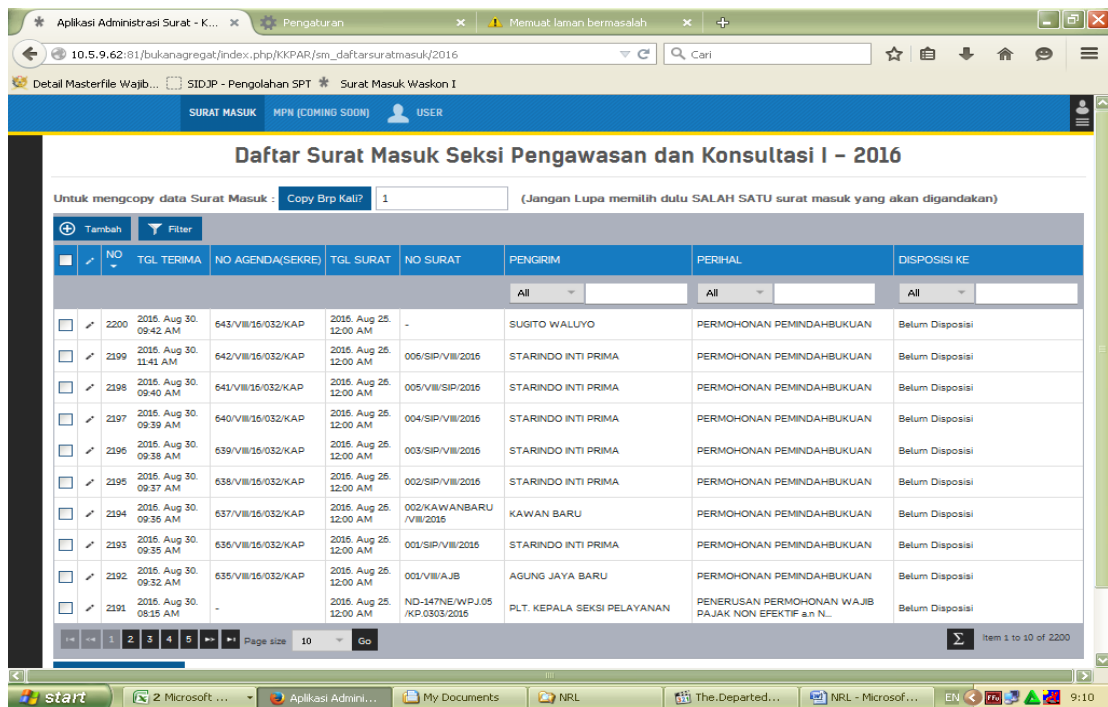 Aplikasi Administrasi Surat - K... Pengaturan Memuat laman bermasalah
10.5.9.62:81/bukanagregat/index.php/KKPAR/sm_daftarsuratmasuk/2016 Cari
Detail Masterfile Wajib... SIDJP - Pengolahan SPT Surat Masuk Waskon I
SURAT MASUK MPN (COMING SOON) USER
Daftar Surat Masuk Seksi Pengawasan dan Konsultasi I – 2016
Untuk mengcopy data Surat Masuk : Copy Brp Kali? 1 (Jangan Lupa memilih dulu SALAH SATU surat masuk yang akan digandakan)
Tambah Filter
NO TGL TERIMA NO AGENDA(SEKRE) TGL SURAT NO SURAT PENGIRIM PERIHAL DISPOSISI KE
All All All
2200 2016. Aug 30. 09:42 AM 643/VIII/16/032/KAP 2016. Aug 25. 12:00 AM - SUGITO WALUYO PERMOHONAN PEMINDAHBUKUAN Belum Disposisi
2199 2016. Aug 30. 11:41 AM 642/VIII/16/032/KAP 2016. Aug 26. 12:00 AM 006/SIP/VIII/2016 STARINDO INTI PRIMA PERMOHONAN PEMINDAHBUKUAN Belum Disposisi
2198 2016. Aug 30. 09:40 AM 641/VIII/16/032/KAP 2016. Aug 26. 12:00 AM 005/VIII/SIP/2016 STARINDO INTI PRIMA PERMOHONAN PEMINDAHBUKUAN Belum Disposisi
2197 2016. Aug 30. 09:39 AM 640/VIII/16/032/KAP 2016. Aug 26. 12:00 AM 004/SIP/VIII/2016 STARINDO INTI PRIMA PERMOHONAN PEMINDAHBUKUAN Belum Disposisi
2196 2016. Aug 30. 09:38 AM 639/VIII/16/032/KAP 2016. Aug 26. 12:00 AM 003/SIP/VIII/2016 STARINDO INTI PRIMA PERMOHONAN PEMINDAHBUKUAN Belum Disposisi
2195 2016. Aug 30. 09:37 AM 638/VIII/16/032/KAP 2016. Aug 26. 12:00 AM 002/SIP/VIII/2016 STARINDO INTI PRIMA PERMOHONAN PEMINDAHBUKUAN Belum Disposisi
2194 2016. Aug 30. 09:36 AM 637/VIII/16/032/KAP 2016. Aug 26. 12:00 AM 002/KAWANBARU /VIII/2016 KAWAN BARU PERMOHONAN PEMINDAHBUKUAN Belum Disposisi
2193 2016. Aug 30. 09:35 AM 636/VIII/16/032/KAP 2016. Aug 26. 12:00 AM 001/SIP/VIII/2016 STARINDO INTI PRIMA PERMOHONAN PEMINDAHBUKUAN Belum Disposisi
2192 2016. Aug 30. 09:32 AM 635/VIII/16/032/KAP 2016. Aug 26. 12:00 AM 001/VIII/AJB AGUNG JAYA BARU PERMOHONAN PEMINDAHBUKUAN Belum Disposisi
2191 2016. Aug 30. 08:15 AM - 2016. Aug 25. 12:00 AM ND-147NE/WPJ.05 /KP.0303/2016 PLT. KEPALA SEKSI PELAYANAN PENERUSAN PERMOHONAN WAJIB PAJAK NON EFEKTIF a.n N... Belum Disposisi
1 2 3 4 5 Page size 10 Go Σ Item 1 to 10 of 2200
start 2 Microsoft ... Aplikasi Admini... My Documents NRL The.Departed... NRL - Microsof... EN 9:10